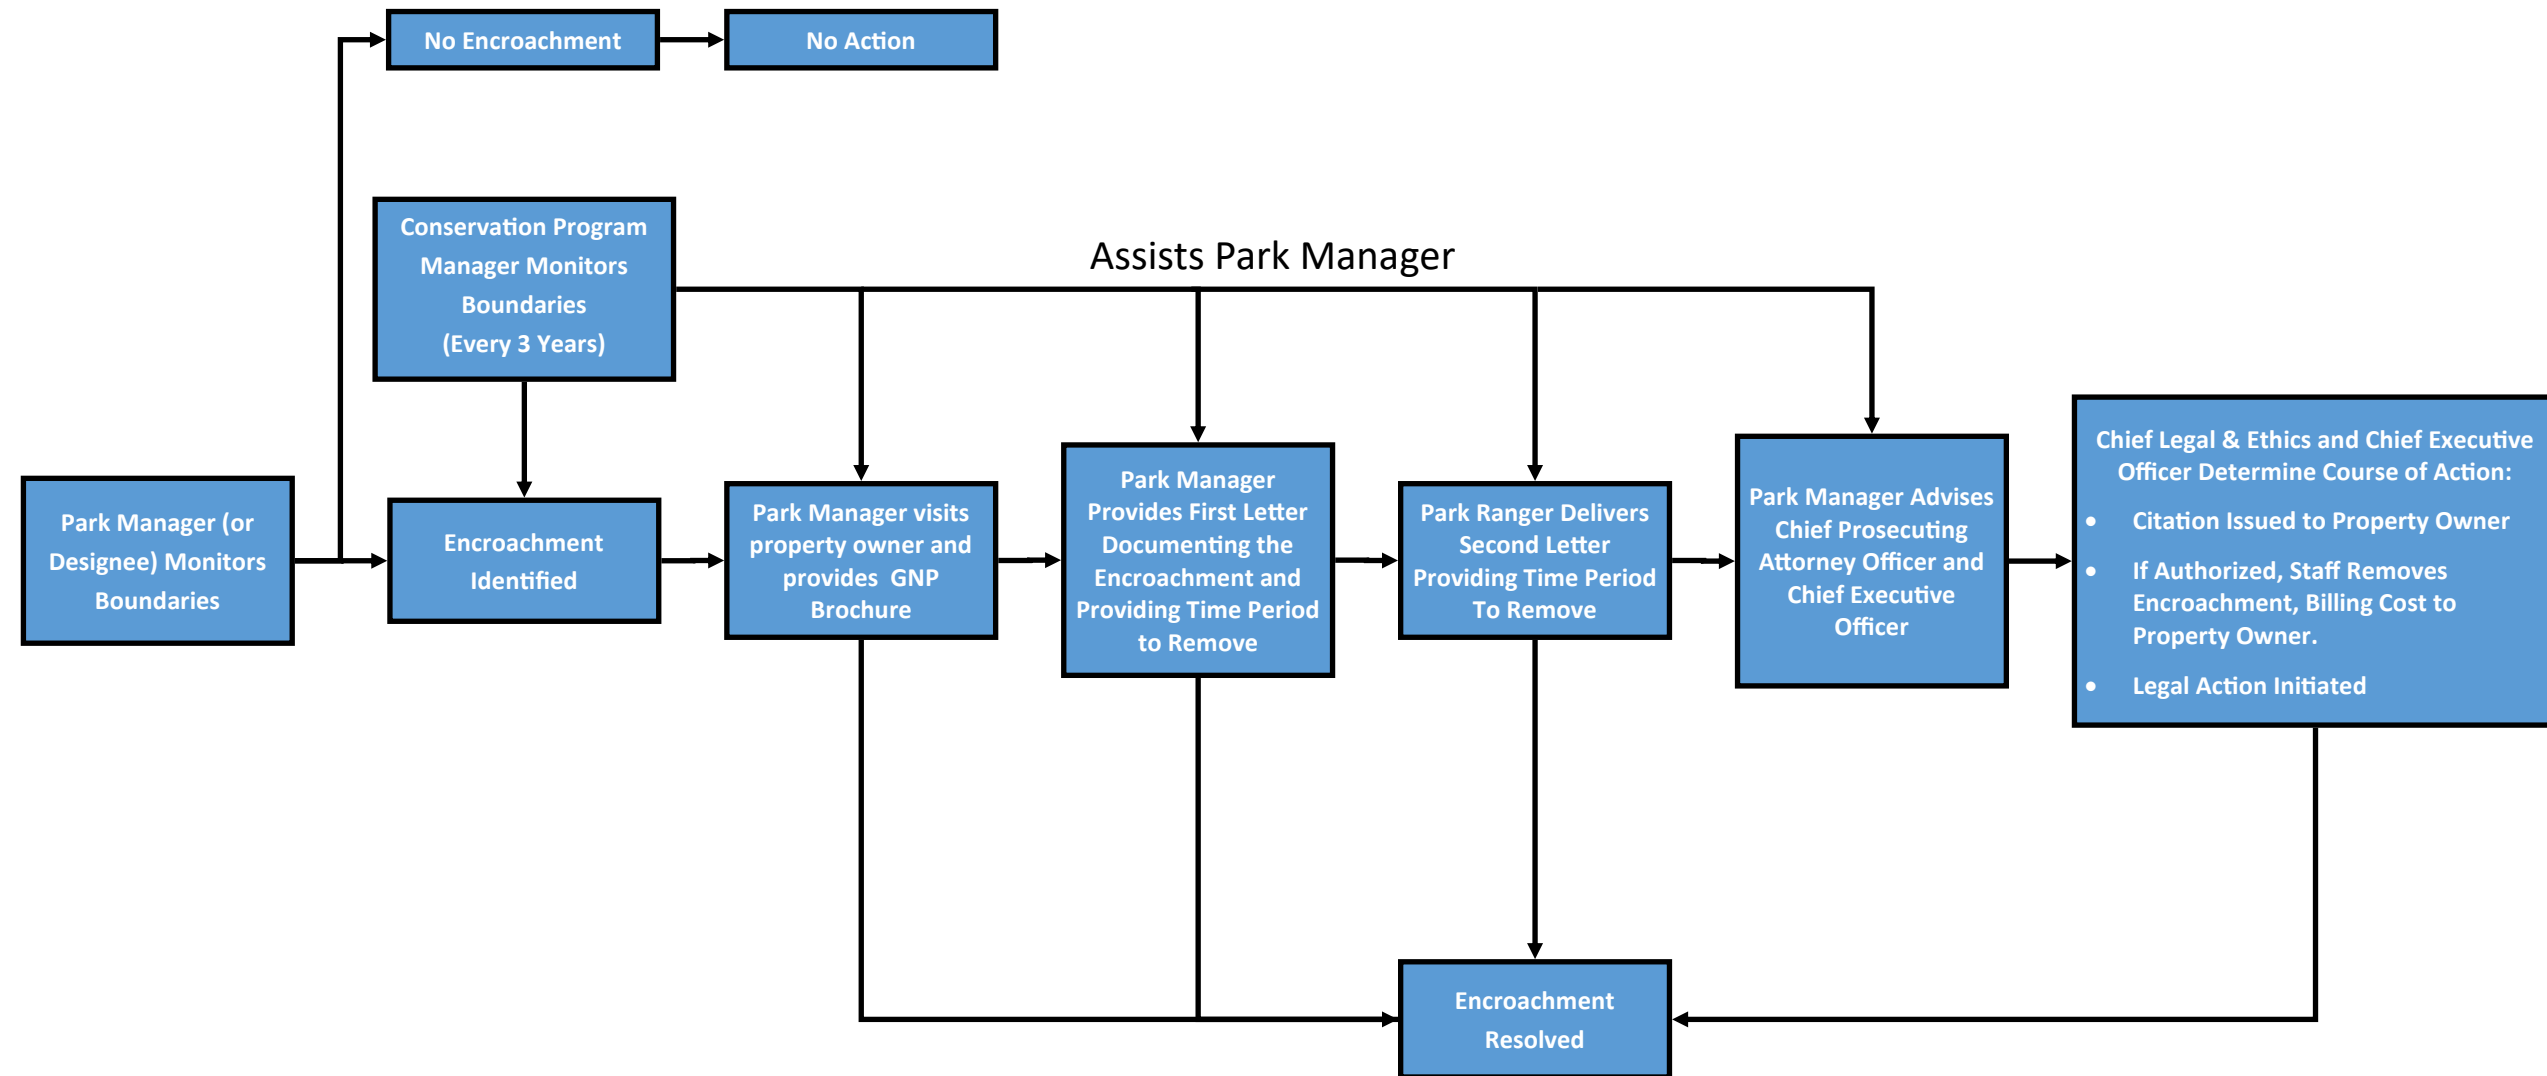 No Encroachment
No Action
Conservation Program
Manager Monitors
Boundaries
(Every 3 Years)
Assists Park Manager
Park Manager (or
Designee) Monitors
Boundaries
Encroachment
Identified
Park Manager visits
property owner and
provides  GNP
Brochure
Park Manager
Provides First Letter
Documenting the
Encroachment and
Providing Time Period
to Remove
Park Ranger Delivers
Second Letter
Providing Time Period
To Remove
Park Manager Advises
Chief Prosecuting
Attorney Officer and
Chief Executive
Officer
Chief Legal & Ethics and Chief Executive
Officer Determine Course of Action:
• Citation Issued to Property Owner
• If Authorized, Staff Removes
Encroachment, Billing Cost to
Property Owner.
• Legal Action Initiated
Encroachment
Resolved